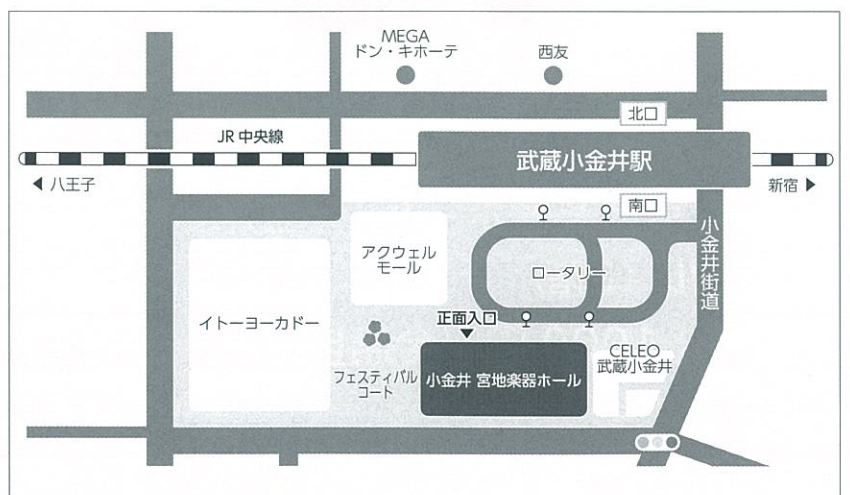 MEGA
ドン・キホーテ
西友
北口
JR 中央線
武蔵小金井駅
◀ 八王子
新宿 ▶
南口
小金井街道
アクウェル
モール
ロータリー
イトーヨーカドー
正面入口
CELEO
武蔵小金井
フェスティバル
コート
小金井 宮地楽器ホール